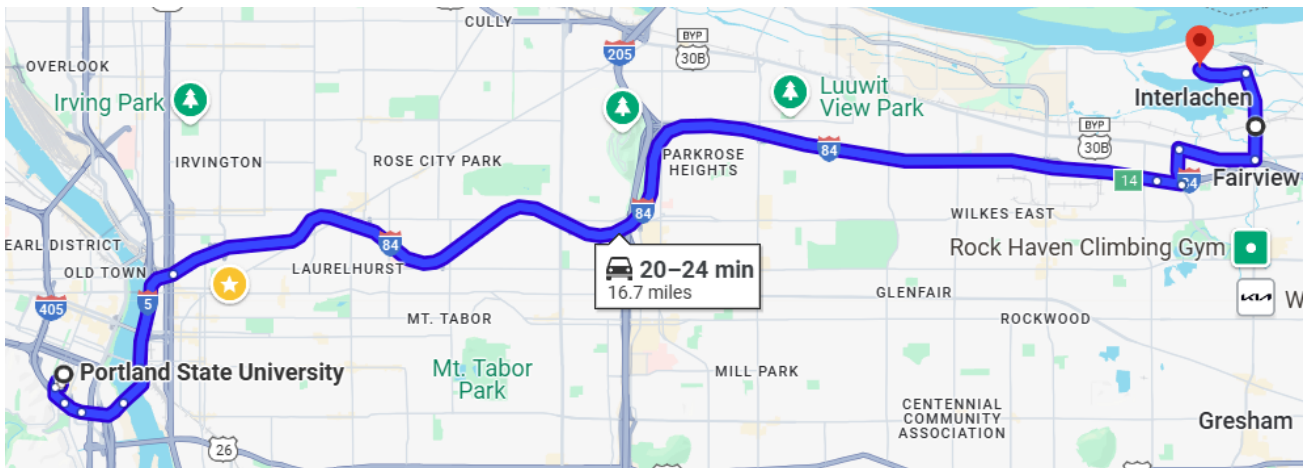 CULLY
205
BYP
30B
OVERLOOK
Irving Park
Luuwit
View Park
Interlachen
BYP
30B
84
IRVINGTON
ROSE CITY PARK
PARKROSE
HEIGHTS
14
84
Fairview
84
WILKES EAST
EARL DISTRICT
84
Rock Haven Climbing Gym
OLD TOWN
LAURELHURST
20–24 min
16.7 miles
405
5
GLENFAIR
KIA
W
MT. TABOR
ROCKWOOD
Portland State University
Mt. Tabor
Park
MILL PARK
CENTENNIAL
COMMUNITY
ASSOCIATION
Gresham
26